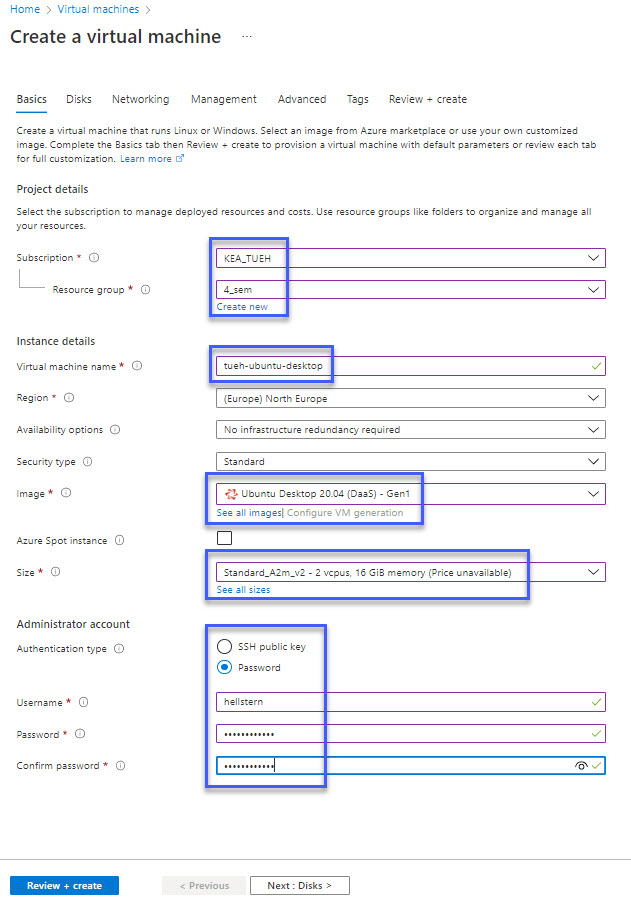 Home > Virtual machines >
Create a virtual machine ...
Basics Disks Networking Management Advanced Tags Review + create
Create a virtual machine that runs Linux or Windows. Select an image from Azure marketplace or use your own customized
image. Complete the Basics tab then Review + create to provision a virtual machine with default parameters or review each tab
for full customization. Learn more
Project details
Select the subscription to manage deployed resources and costs. Use resource groups like folders to organize and manage all
your resources.
Subscription * KEA_TUEH
Resource group * 4_sem
Create new
Instance details
Virtual machine name * tueh-ubuntu-desktop
Region * (Europe) North Europe
Availability options No infrastructure redundancy required
Security type Standard
Image * Ubuntu Desktop 20.04 (DaaS) - Gen1
See all images| Configure VM generation
Azure Spot instance
Size * Standard_A2m_v2 - 2 vcpus, 16 GiB memory (Price unavailable)
See all sizes
Administrator account
Authentication type SSH public key
Password
Username * hellstern
Password * ••••••••••••
Confirm password * ••••••••••••
Review + create < Previous Next : Disks >